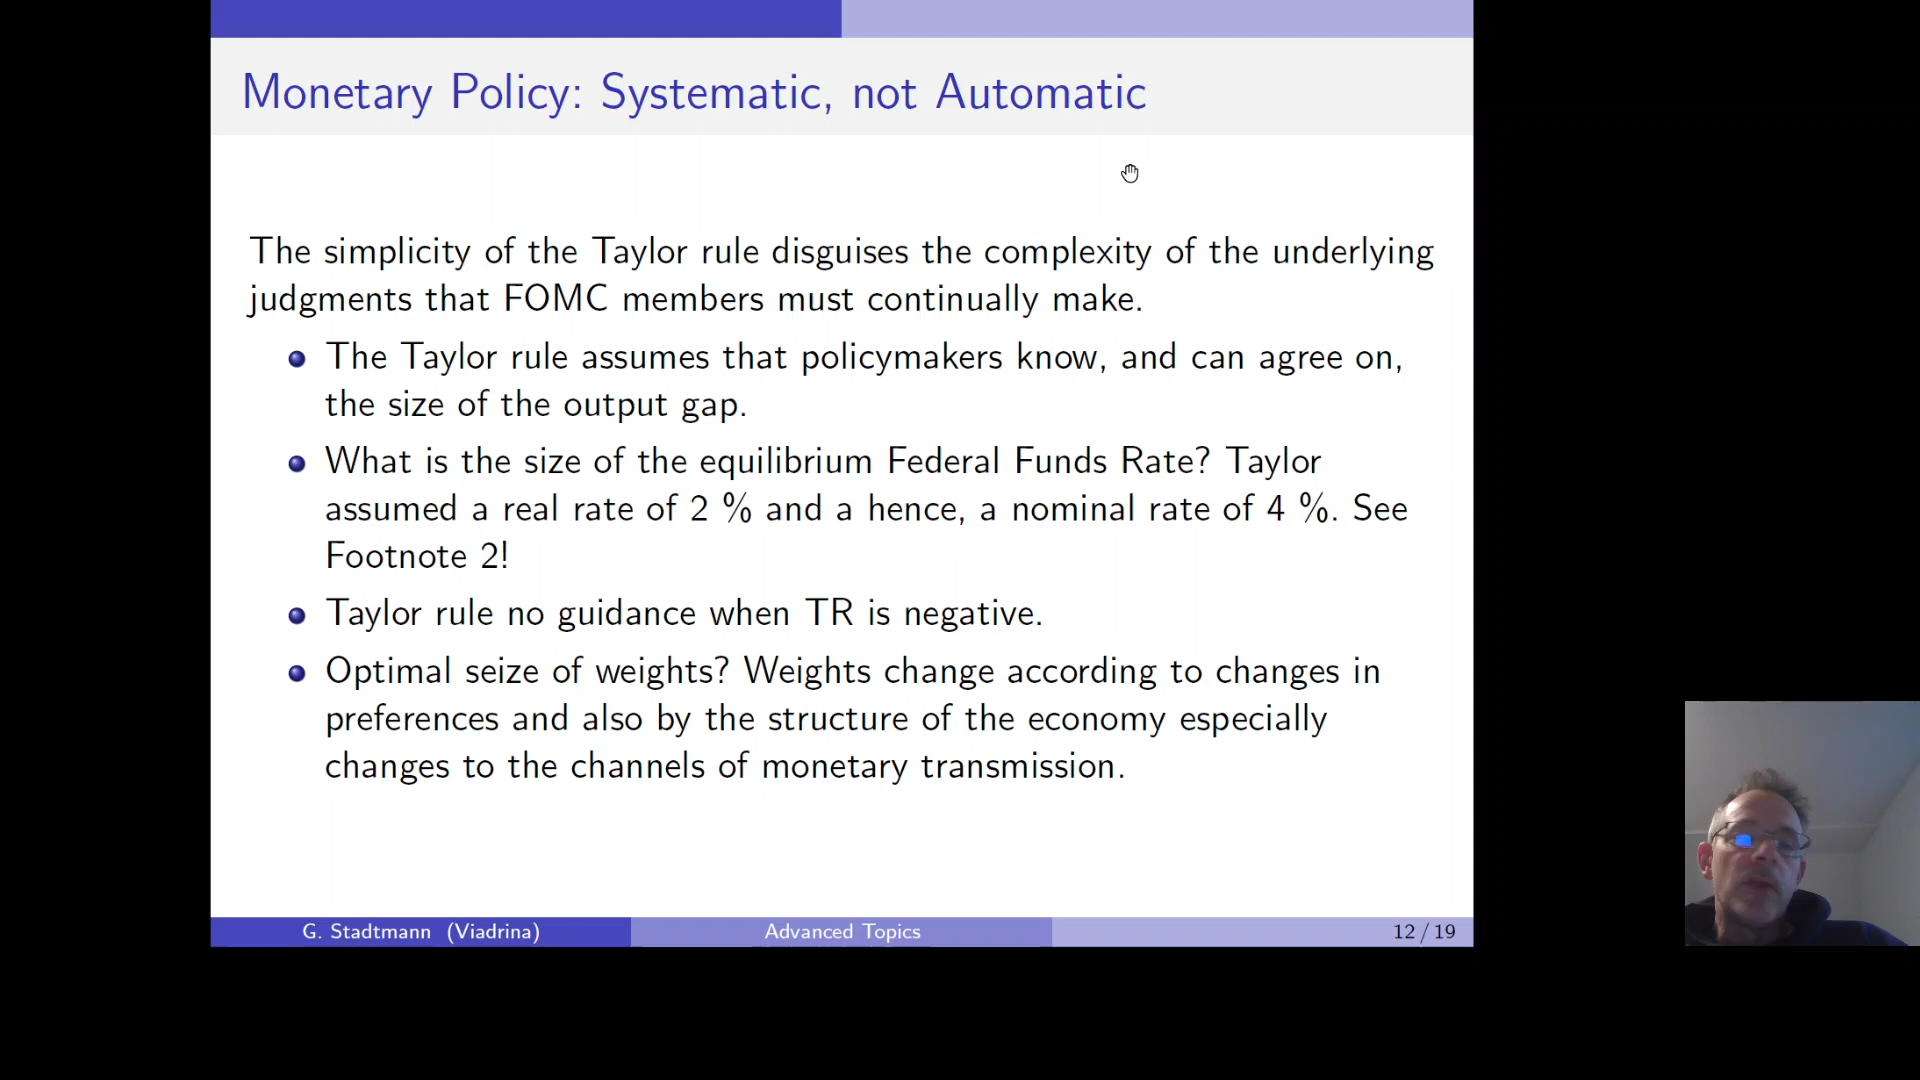 Monetary Policy: Systematic, not Automatic
The simplicity of the Taylor rule disguises the complexity of the underlying
judgments that FOMC members must continually make.
The Taylor rule assumes that policymakers know, and can agree on,
the size of the output gap.
What is the size of the equilibrium Federal Funds Rate? Taylor
assumed a real rate of 2 % and a hence, a nominal rate of 4 %. See
Footnote 2!
Taylor rule no guidance when TR is negative.
Optimal seize of weights? Weights change according to changes in
preferences and also by the structure of the economy especially
changes to the channels of monetary transmission.
G. Stadtmann (Viadrina)
Advanced Topics
12 / 19